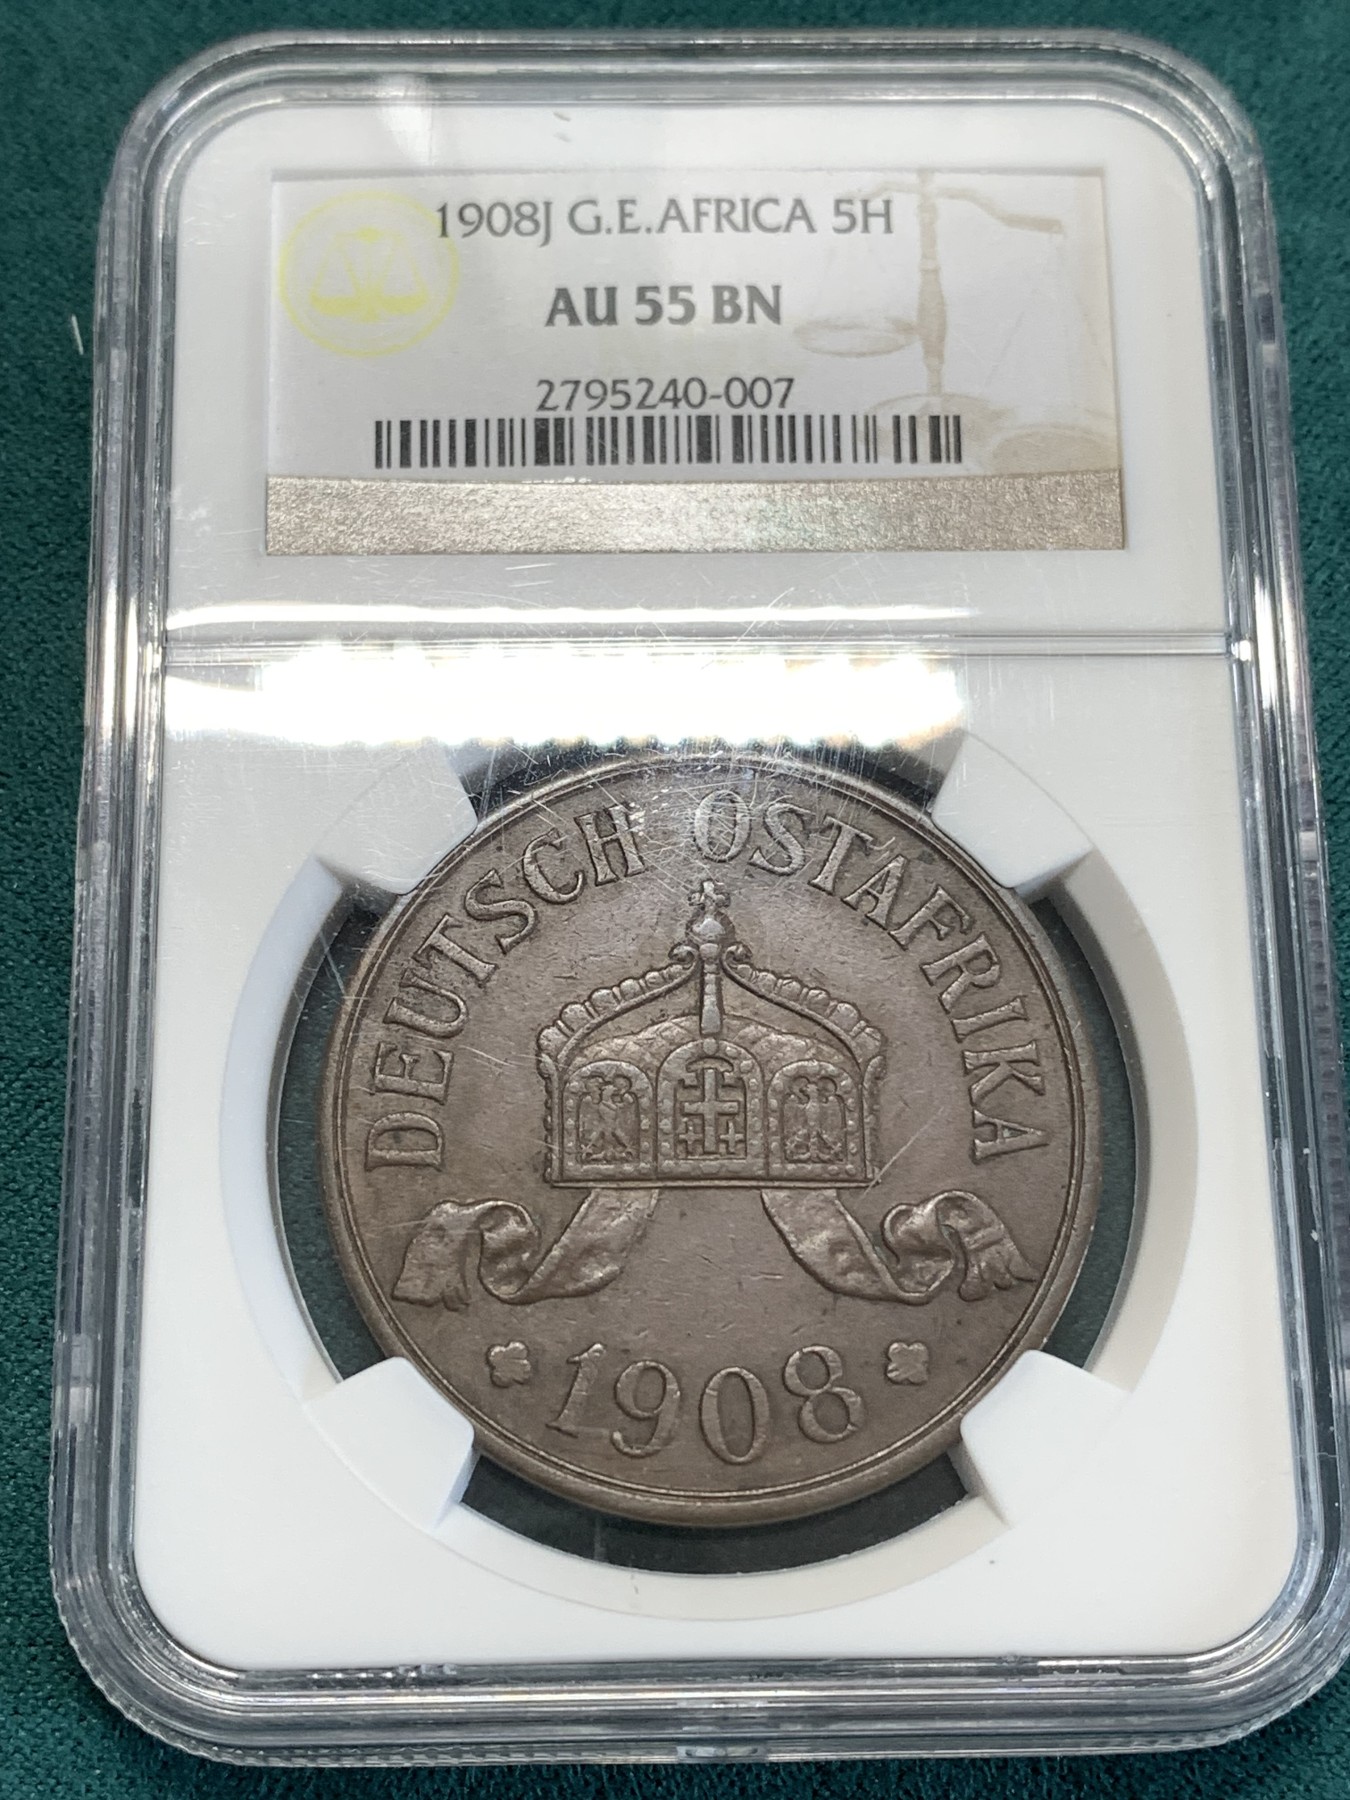 1908J G.E.AFRICA 5H
AU 55 BN
2795240-007
DEUTSCH OSTAFRIKA
1908